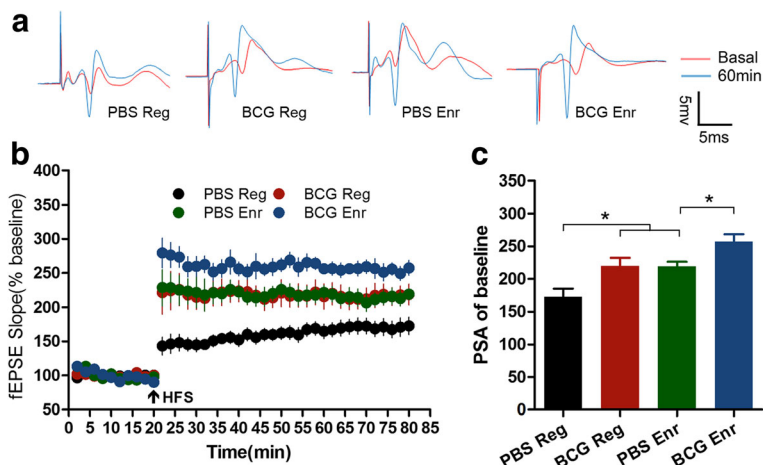 a
PBS Reg
BCG Reg
PBS Enr
BCG Enr
Basal
60min
5mv
5ms
b
fEPSE Slope(% baseline)
400
350
300
250
200
150
100
50
PBS Reg
BCG Reg
PBS Enr
BCG Enr
HFS
0 5 10 15 20 25 30 35 40 45 50 55 60 65 70 75 80 85
Time(min)
c
PSA of baseline
350
300
250
200
150
100
50
0
*
*
PBS Reg
BCG Reg
PBS Enr
BCG Enr